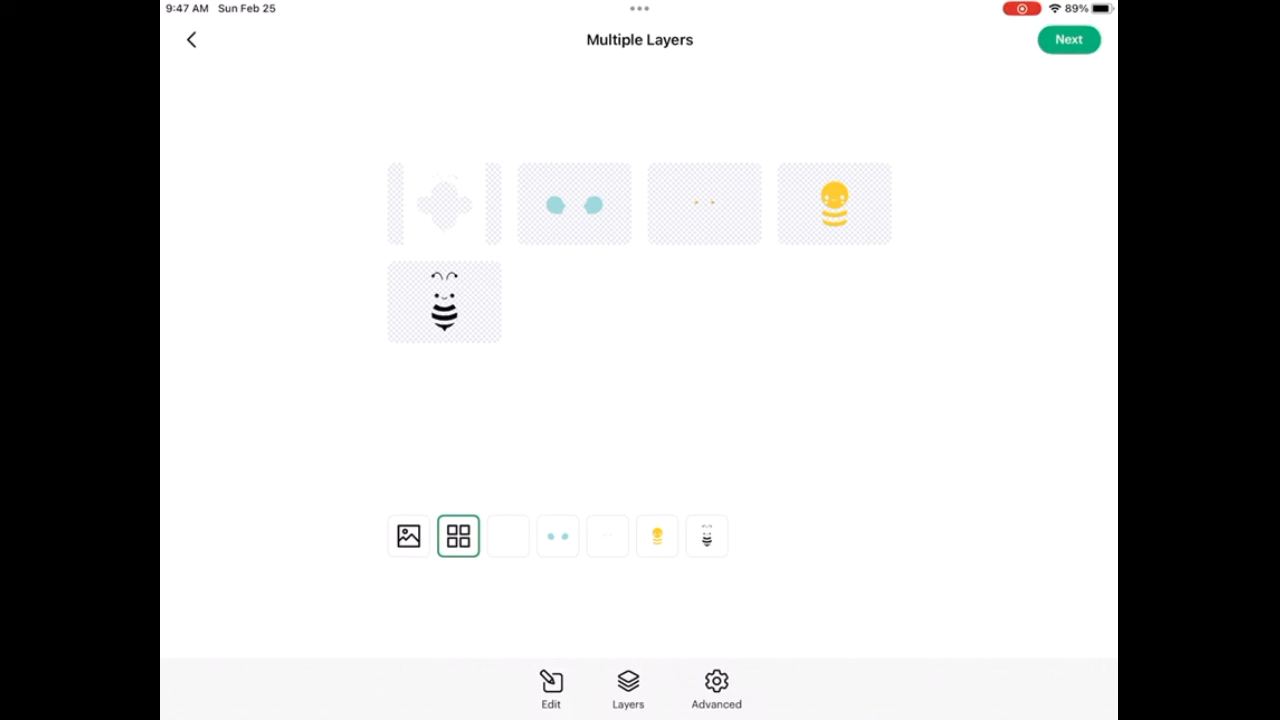 9:47 AM Sun Feb 25
89%
Multiple Layers
Next
Edit
Layers
Advanced